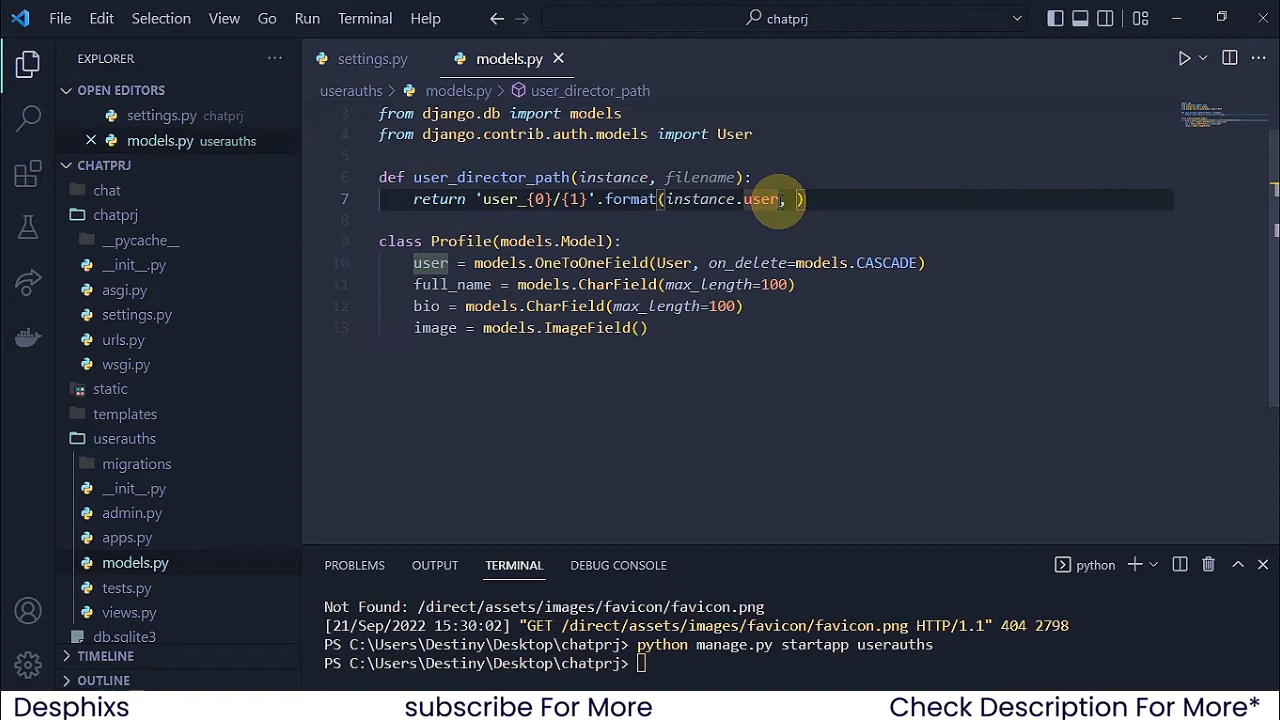 File Edit Selection View Go Run Terminal Help chatprj
EXPLORER
OPEN EDITORS
settings.py chatprj
models.py userauths
CHATPRJ
chat
chatprj
__pycache__
__init__.py
asgi.py
settings.py
urls.py
wsgi.py
static
templates
userauths
migrations
__init__.py
admin.py
apps.py
models.py
tests.py
views.py
db.sqlite3
TIMELINE
OUTLINE
settings.py models.py
userauths > models.py > user_director_path
3 from django.db import models
4 from django.contrib.auth.models import User
5
6 def user_director_path(instance, filename):
7 return 'user_{0}/{1}'.format(instance.user, )
8
9 class Profile(models.Model):
10 user = models.OneToOneField(User, on_delete=models.CASCADE)
11 full_name = models.CharField(max_length=100)
12 bio = models.CharField(max_length=100)
13 image = models.ImageField()
PROBLEMS OUTPUT TERMINAL DEBUG CONSOLE python
Not Found: /direct/assets/images/favicon/favicon.png
[21/Sep/2022 15:30:02] "GET /direct/assets/images/favicon/favicon.png HTTP/1.1" 404 2798
PS C:\Users\Destiny\Desktop\chatprj> python manage.py startapp userauths
PS C:\Users\Destiny\Desktop\chatprj>
Desphixs subscribe For More Check Description For More*